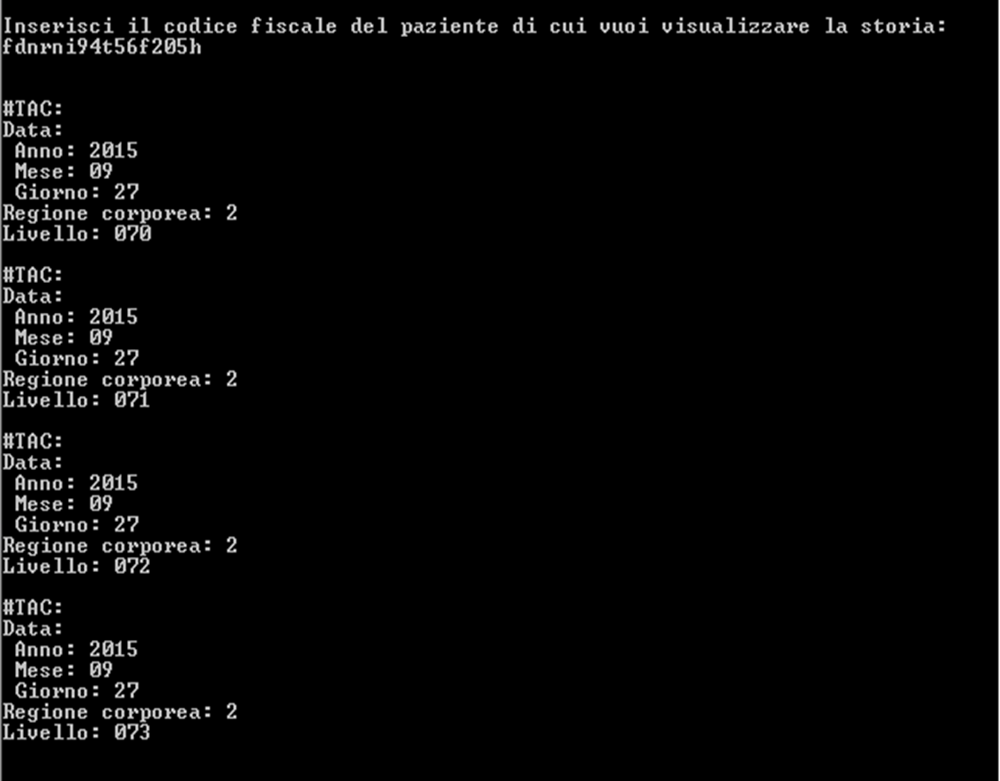 Inserisci il codice fiscale del paziente di cui vuoi visualizzare la storia:
fdnrni94t56f205h
#TAC:
Data:
Anno: 2015
Mese: 09
Giorno: 27
Regione corporea: 2
Livello: 070
#TAC:
Data:
Anno: 2015
Mese: 09
Giorno: 27
Regione corporea: 2
Livello: 071
#TAC:
Data:
Anno: 2015
Mese: 09
Giorno: 27
Regione corporea: 2
Livello: 072
#TAC:
Data:
Anno: 2015
Mese: 09
Giorno: 27
Regione corporea: 2
Livello: 073